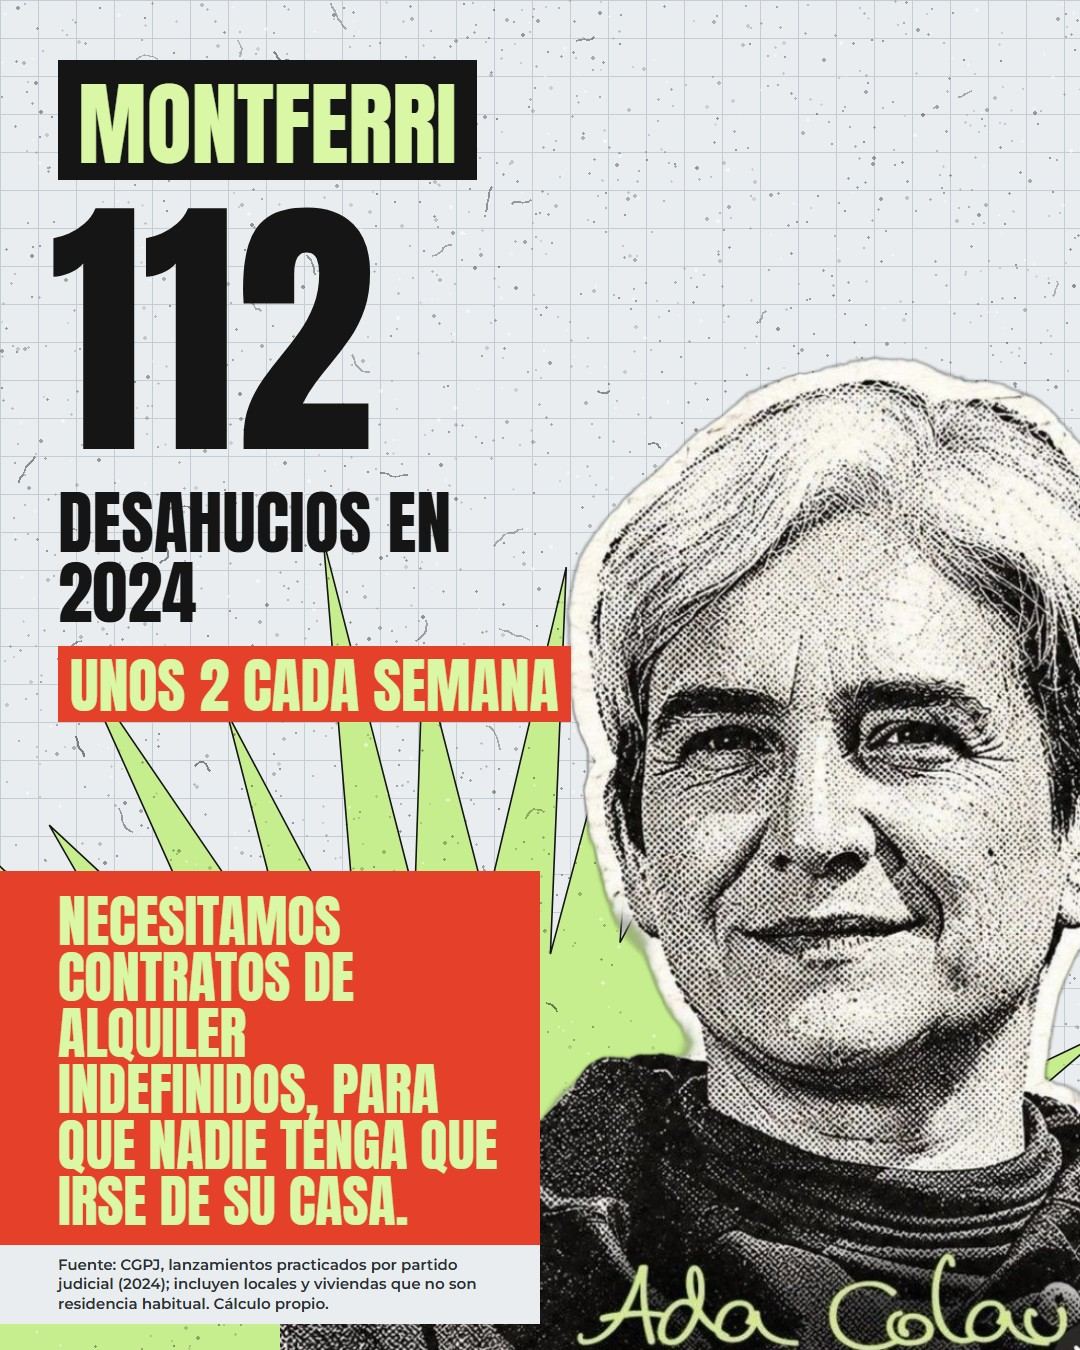 MONTFERRI
112
DESAHUCIOS EN
2024
UNOS 2 CADA SEMANA
NECESITAMOS
CONTRATOS DE
ALQUILER
INDEFINIDOS, PARA
QUE NADIE TENGA QUE
IRSE DE SU CASA.
Fuente: CGPJ, lanzamientos practicados por partido
judicial (2024); incluyen locales y viviendas que no son
residencia habitual. Cálculo propio.
Ada Colau